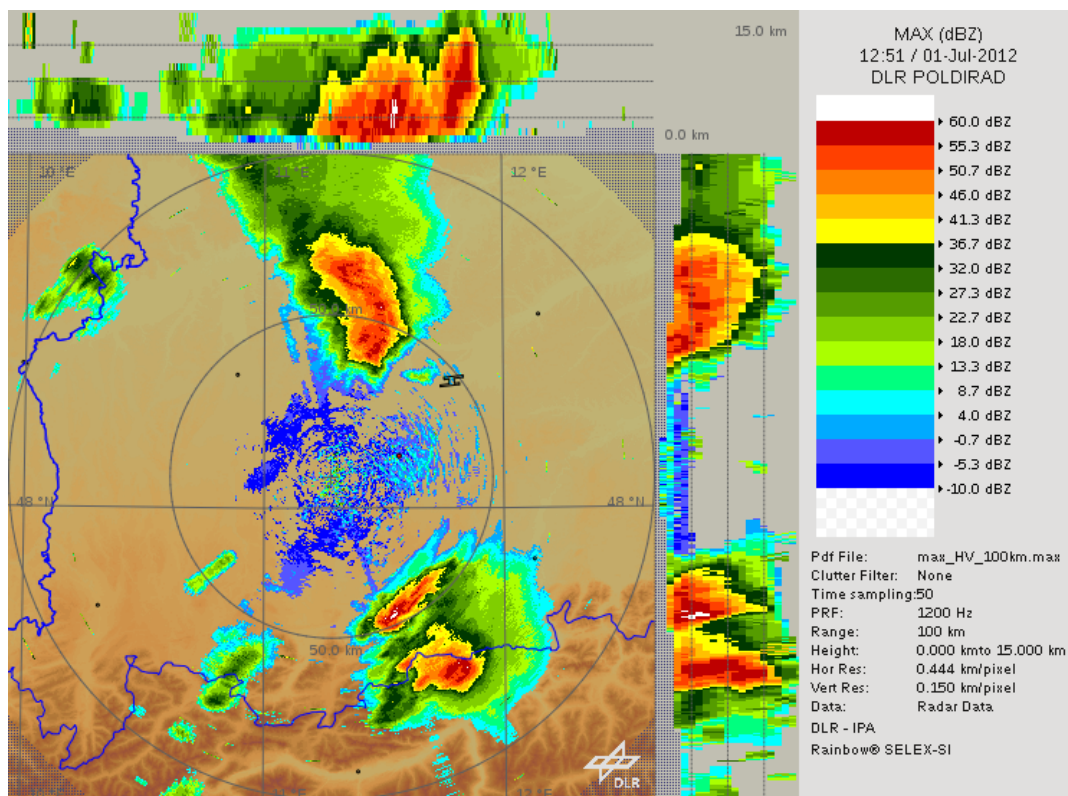 15.0 km
0.0 km
10 °E
11 °E
12 °E
50.0 km
48 °N
48 °N
50.0 km
DLR
MAX (dBZ)
12:51 / 01-Jul-2012
DLR POLDIRAD
60.0 dBZ
55.3 dBZ
50.7 dBZ
46.0 dBZ
41.3 dBZ
36.7 dBZ
32.0 dBZ
27.3 dBZ
22.7 dBZ
18.0 dBZ
13.3 dBZ
8.7 dBZ
4.0 dBZ
-0.7 dBZ
-5.3 dBZ
-10.0 dBZ
Pdf File: max_HV_100km.max
Clutter Filter: None
Time sampling:50
PRF: 1200 Hz
Range: 100 km
Height: 0.000 kmto 15.000 km
Hor Res: 0.444 km/pixel
Vert Res: 0.150 km/pixel
Data: Radar Data
DLR - IPA
Rainbow® SELEX-SI